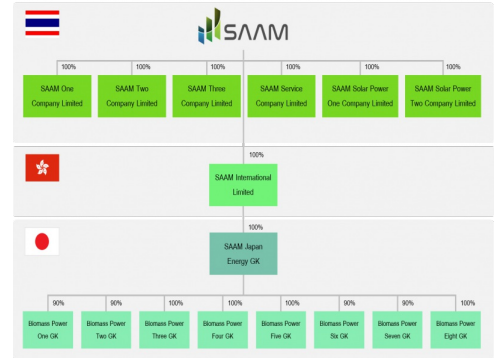 SAAM
100% 100% 100% 100% 100% 100%
SAAM One SAAM Two SAAM Three SAAM Service SAAM Solar Power SAAM Solar Power
Company Limited Company Limited Company Limited Company Limited One Company Limited Two Company Limited
100%
SAAM International
Limited
100%
SAAM Japan
Energy GK
90% 90% 100% 100% 100% 90% 90% 100%
Biomass Power Biomass Power Biomass Power Biomass Power Biomass Power Biomass Power Biomass Power Biomass Power
One GK Two GK Three GK Four GK Five GK Six GK Seven GK Eight GK